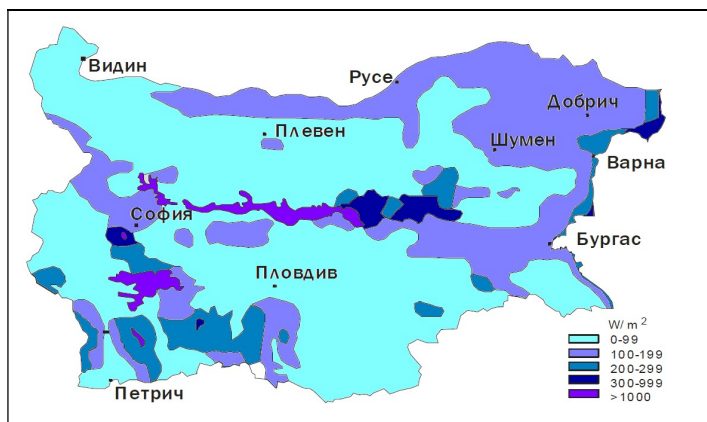 Видин
Русе
Добрич
Плевен
Шумен
Варна
София
Бургас
Пловдив
Петрич
W/m²
0-99
100-199
200-299
300-999
>1000